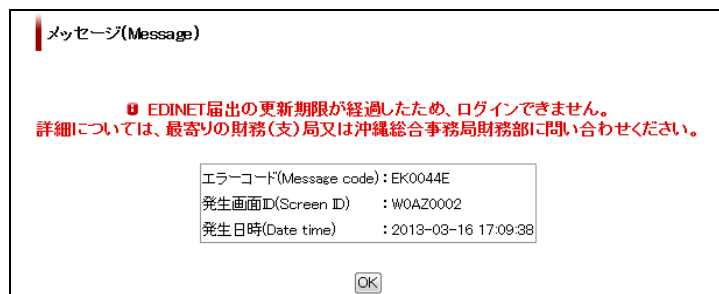 メッセージ(Message)
EDINET届出の更新期限が経過したため、ログインできません。
詳細については、最寄りの財務(支)局又は沖縄総合事務局財務部に問い合わせください。
エラーコード(Message code):EK0044E
発生画面ID(Screen ID) :W0AZ0002
発生日時(Date time) :2013-03-16 17:09:38
OK